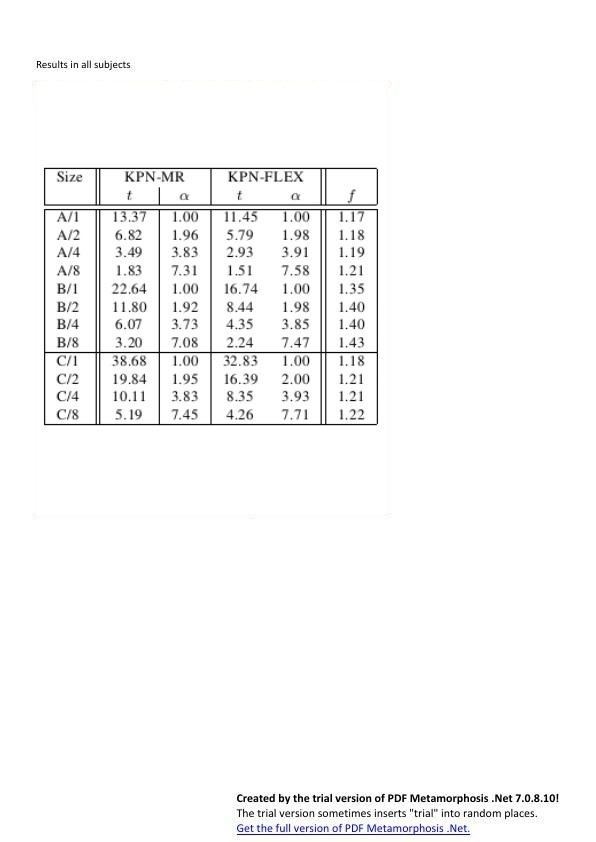 Results in all subjects
Size KPN-MR KPN-FLEX
t α t α f
A/1 13.37 1.00 11.45 1.00 1.17
A/2 6.82 1.96 5.79 1.98 1.18
A/4 3.49 3.83 2.93 3.91 1.19
A/8 1.83 7.31 1.51 7.58 1.21
B/1 22.64 1.00 16.74 1.00 1.35
B/2 11.80 1.92 8.44 1.98 1.40
B/4 6.07 3.73 4.35 3.85 1.40
B/8 3.20 7.08 2.24 7.47 1.43
C/1 38.68 1.00 32.83 1.00 1.18
C/2 19.84 1.95 16.39 2.00 1.21
C/4 10.11 3.83 8.35 3.93 1.21
C/8 5.19 7.45 4.26 7.71 1.22
Created by the trial version of PDF Metamorphosis .Net 7.0.8.10!
The trial version sometimes inserts "trial" into random places.
Get the full version of PDF Metamorphosis .Net.